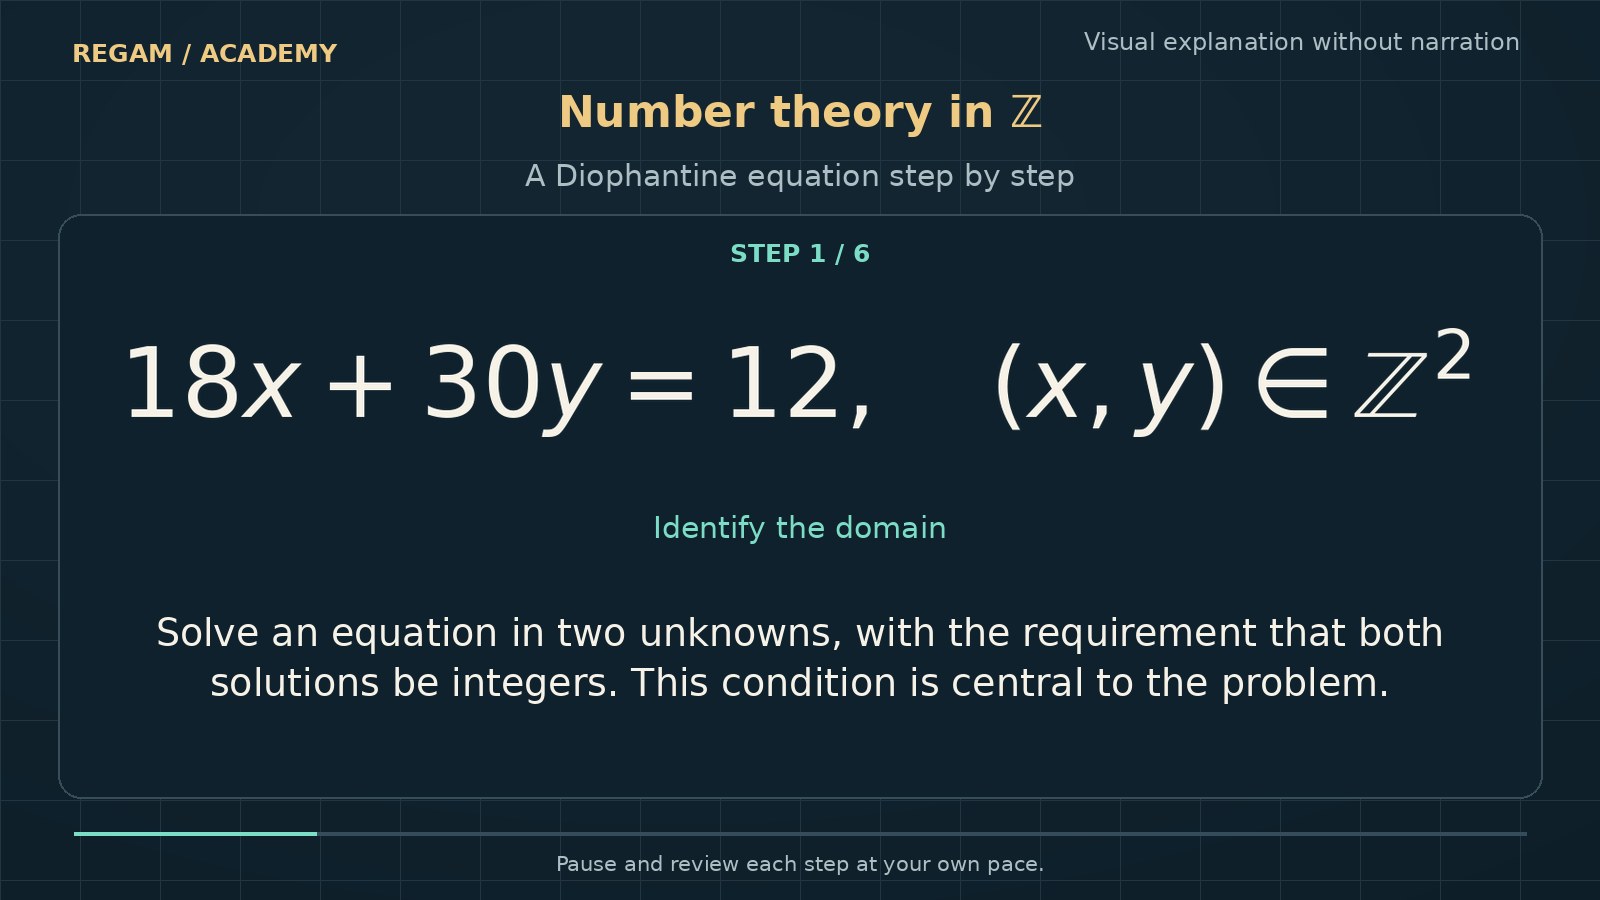 REGAM / ACADEMY
Visual explanation without narration
Number theory in ℤ
A Diophantine equation step by step
STEP 1 / 6
18x + 30y = 12, (x, y) ∈ ℤ²
Identify the domain
Solve an equation in two unknowns, with the requirement that both
solutions be integers. This condition is central to the problem.
Pause and review each step at your own pace.